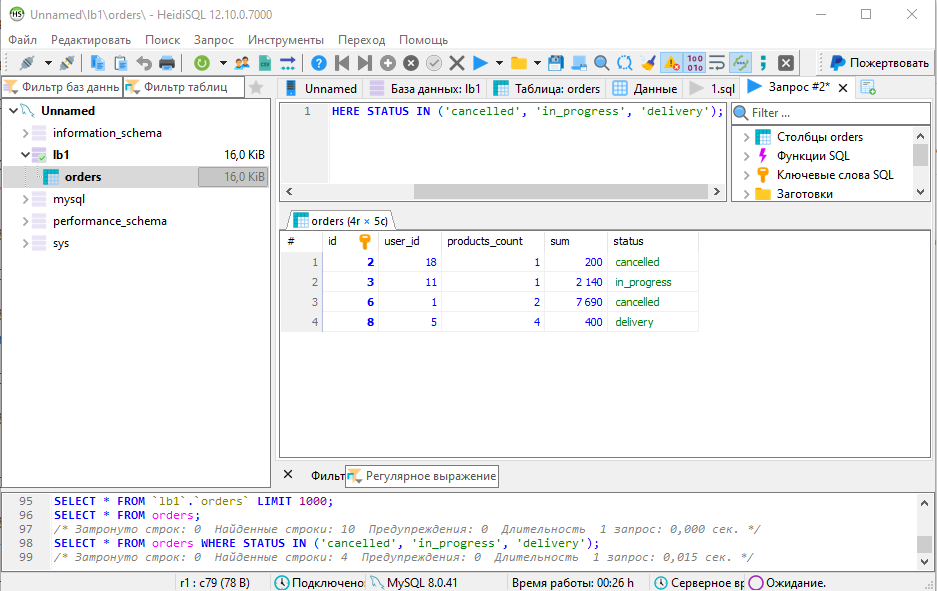 Unnamed\lb1\orders\ - HeidiSQL 12.10.0.7000
Файл Редактировать Поиск Запрос Инструменты Переход Помощь
Пожертвовать
Фильтр баз даннь Фильтр таблиц
Unnamed
information_schema
lb1 16,0 KiB
orders 16,0 KiB
mysql
performance_schema
sys
Unnamed База данных: lb1 Таблица: orders Данные 1.sql Запрос #2*
1 HERE STATUS IN ('cancelled', 'in_progress', 'delivery');
Filter ...
Столбцы orders
Функции SQL
Ключевые слова SQL
Заготовки
orders (4r × 5c)
# id user_id products_count sum status
1 2 18 1 200 cancelled
2 3 11 1 2 140 in_progress
3 6 1 2 7 690 cancelled
4 8 5 4 400 delivery
Фильт Регулярное выражение
95 SELECT * FROM `lb1`.`orders` LIMIT 1000;
96 SELECT * FROM orders;
97 /* Затронуто строк: 0 Найденные строки: 10 Предупреждения: 0 Длительность 1 запрос: 0,000 сек. */
98 SELECT * FROM orders WHERE STATUS IN ('cancelled', 'in_progress', 'delivery');
99 /* Затронуто строк: 0 Найденные строки: 4 Предупреждения: 0 Длительность 1 запрос: 0,015 сек. */
r1 : c79 (78 B) Подключено MySQL 8.0.41 Время работы: 00:26 h Серверное вр Ожидание.